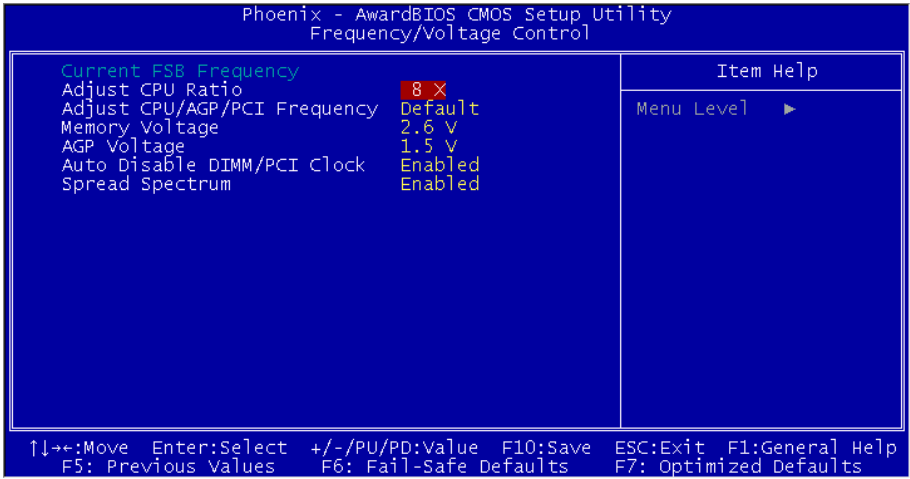 Phoenix - AwardBIOS CMOS Setup Utility
Frequency/Voltage Control
Current FSB Frequency
Adjust CPU Ratio 8 X
Adjust CPU/AGP/PCI Frequency Default
Memory Voltage 2.6 V
AGP Voltage 1.5 V
Auto Disable DIMM/PCI Clock Enabled
Spread Spectrum Enabled
Item Help
Menu Level ►
↑↓→←:Move Enter:Select +/-/PU/PD:Value F10:Save ESC:Exit F1:General Help
F5: Previous Values F6: Fail-Safe Defaults F7: Optimized Defaults